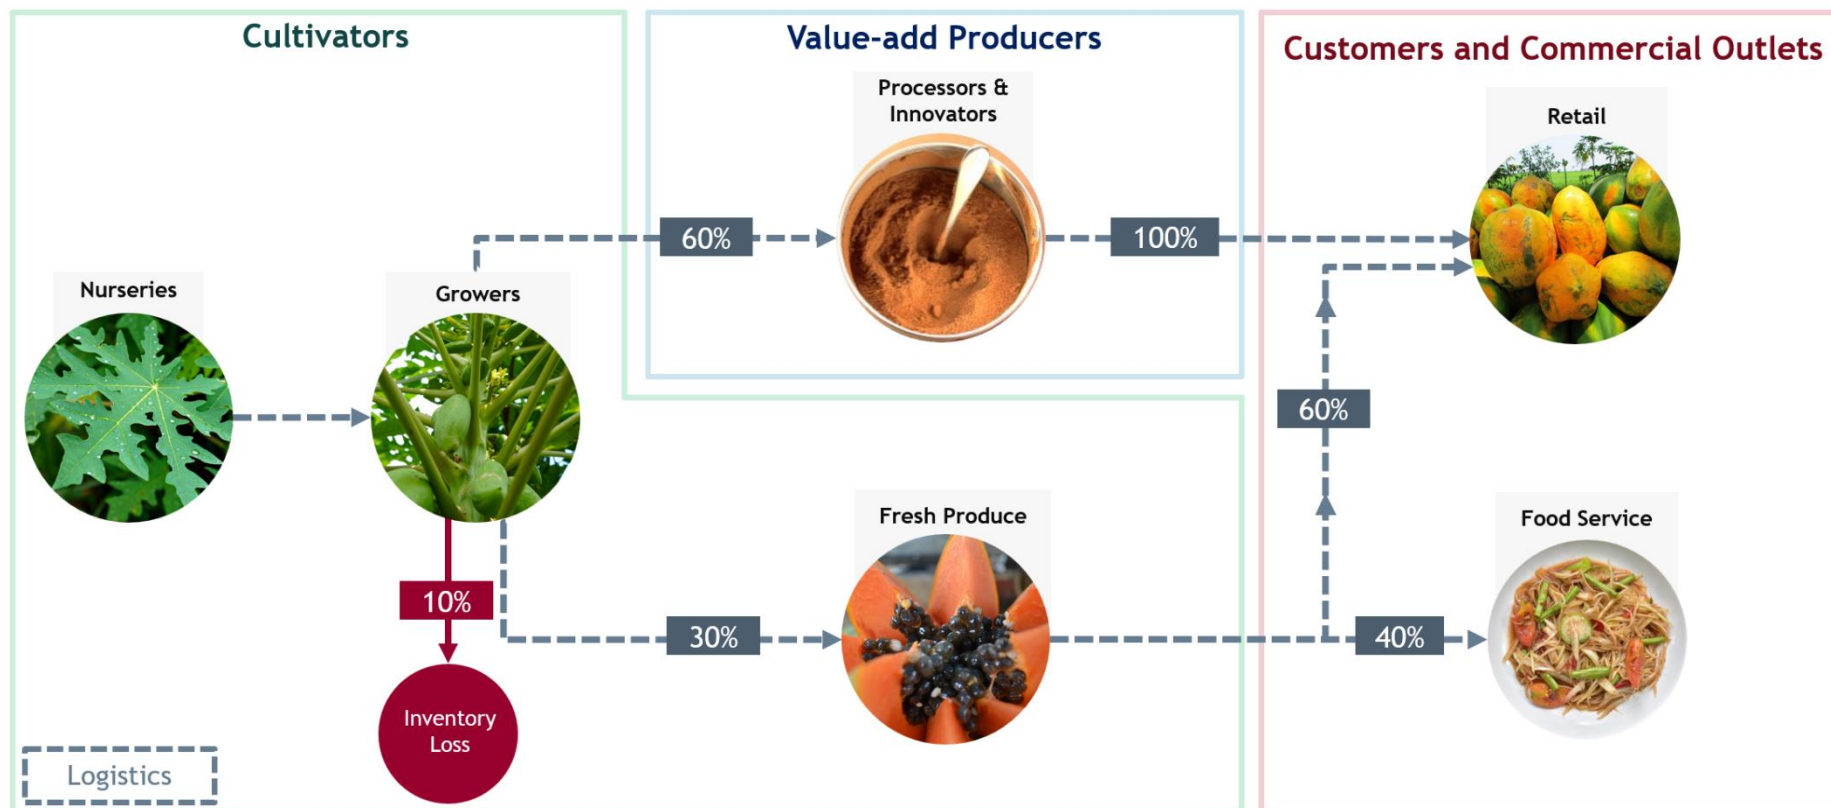 Cultivators
Value-add Producers
Customers and Commercial Outlets
Processors &
Innovators
Retail
60%
100%
Nurseries
Growers
60%
Fresh Produce
Food Service
10%
30%
40%
Inventory
Loss
Logistics